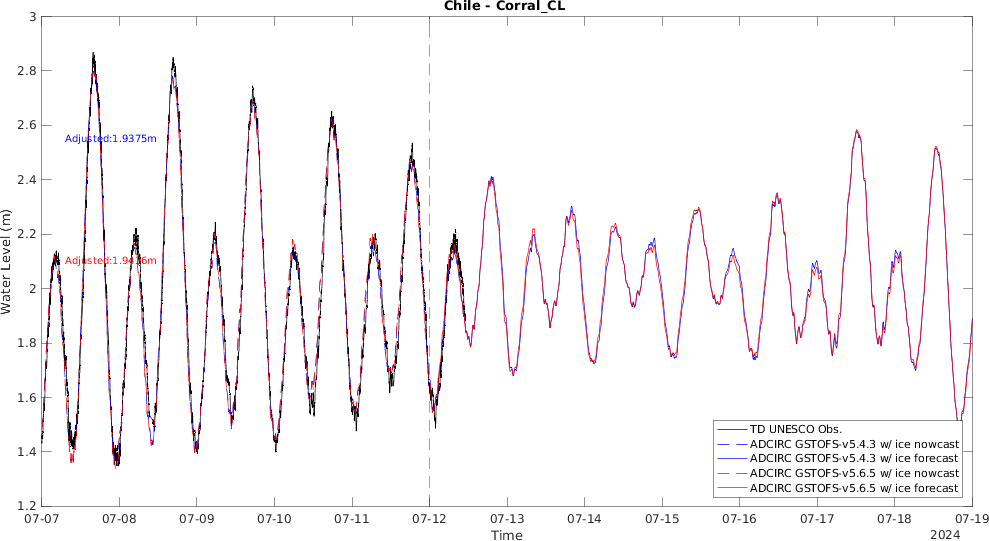 Chile - Corral_CL
3
2.8
2.6
2.4
2.2
2
1.8
1.6
1.4
1.2
Water Level (m)
Adjusted:1.9375m
07-07
07-08
07-09
07-10
07-11
07-12
07-13
07-14
07-15
07-16
07-17
07-18
07-19
Time
2024
TD UNESCO Obs.
ADCIRC GSTOFS-v5.4.3 w/ ice nowcast
ADCIRC GSTOFS-v5.4.3 w/ ice forecast
ADCIRC GSTOFS-v5.6.5 w/ ice nowcast
ADCIRC GSTOFS-v5.6.5 w/ ice forecast